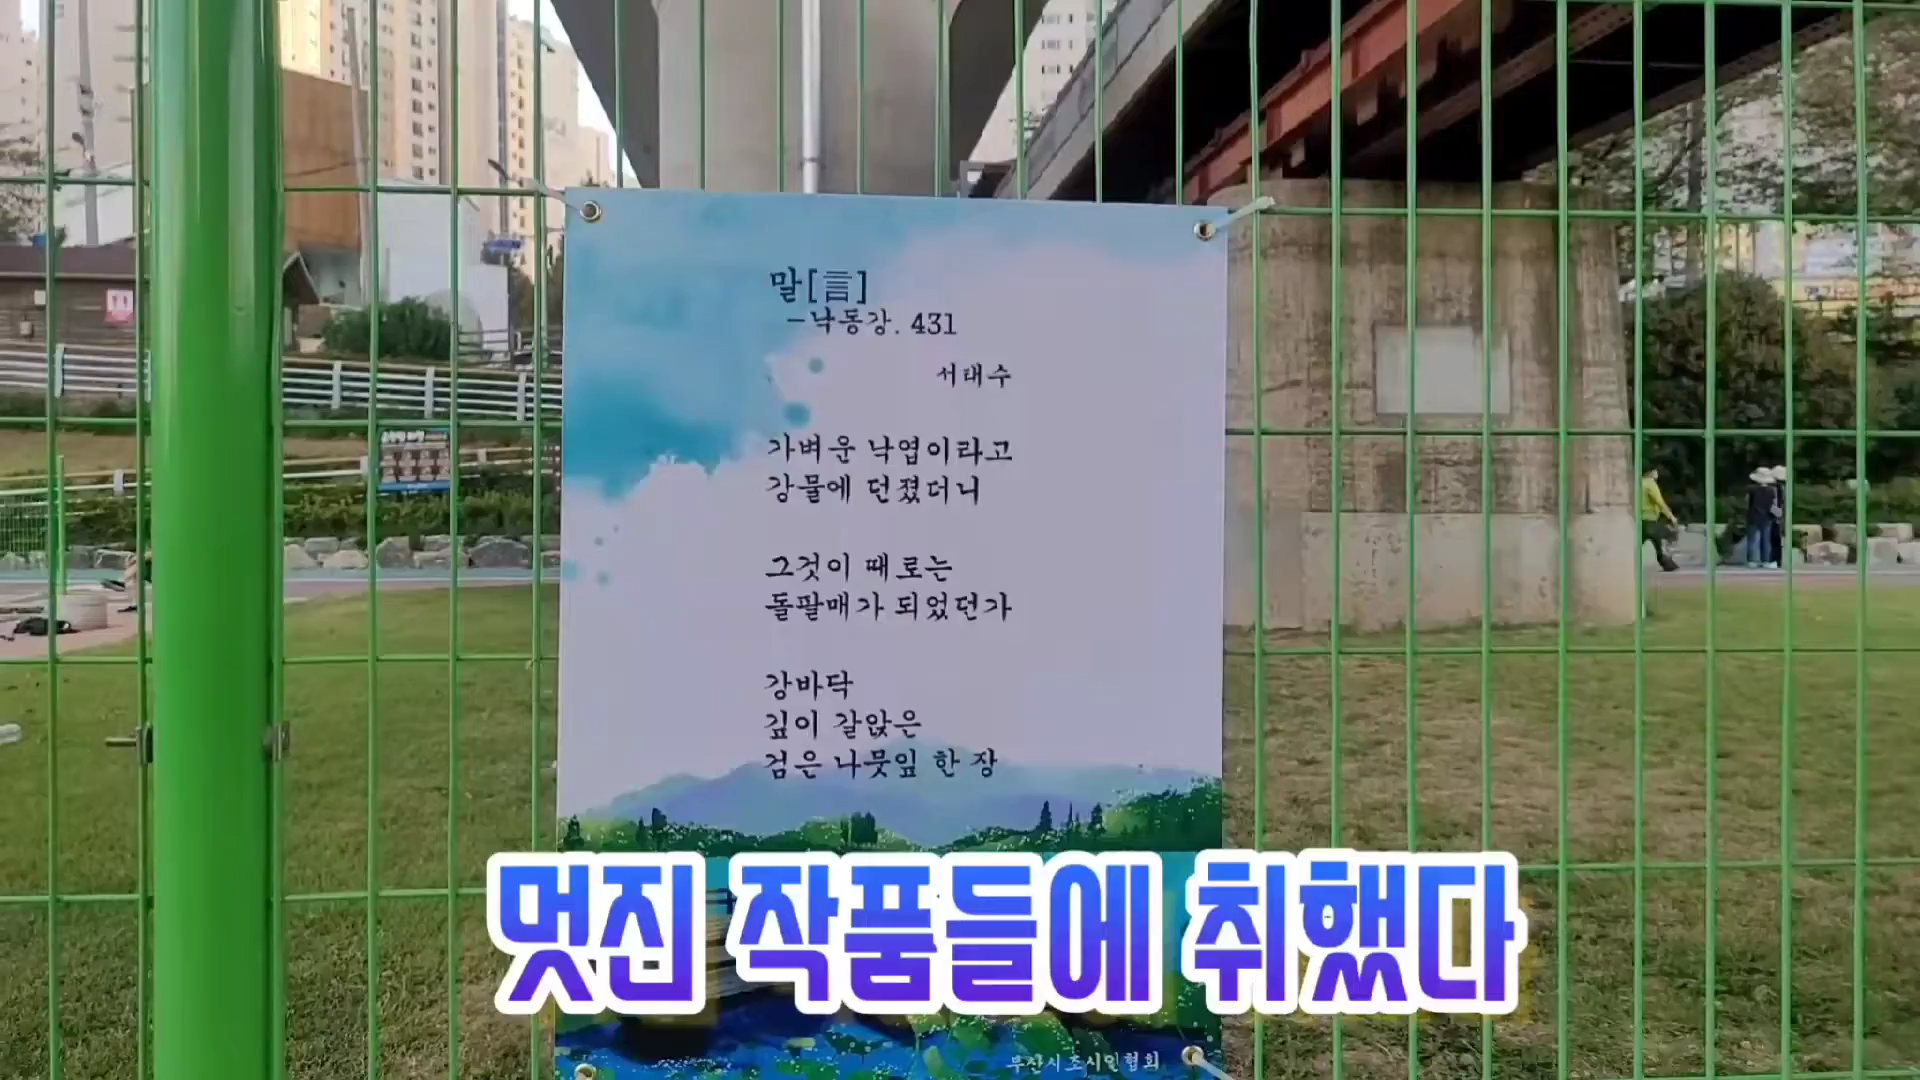 말[言]
-낙동강. 431
서태수
가벼운 낙엽이라고
강물에 던졌더니
그것이 때로는
돌팔매가 되었던가
강바닥
깊이 갈앉은
검은 나뭇잎 한 장
멋진 작품들에 취했다
부산시조시인협회